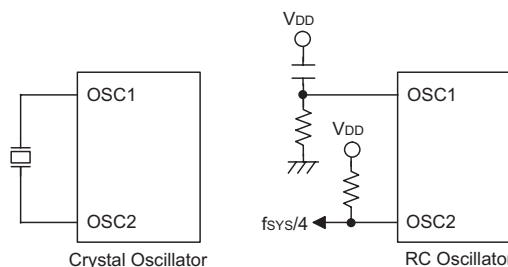 OSC1
OSC2
Crystal Oscillator
VDD
OSC1
VDD
fSYS/4
OSC2
RC Oscillator